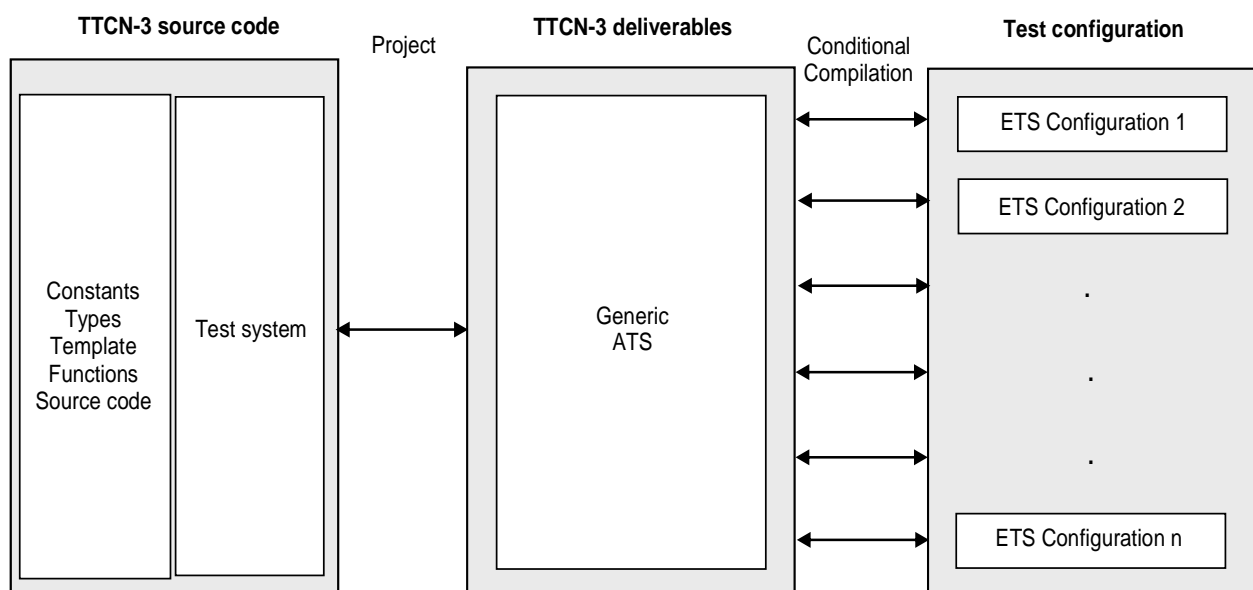 TTCN-3 source code
Project
TTCN-3 deliverables
Conditional
Compilation
Test configuration
Constants
Types
Template
Functions
Source code
Test system
Generic
ATS
ETS Configuration 1
ETS Configuration 2
.
.
.
ETS Configuration n